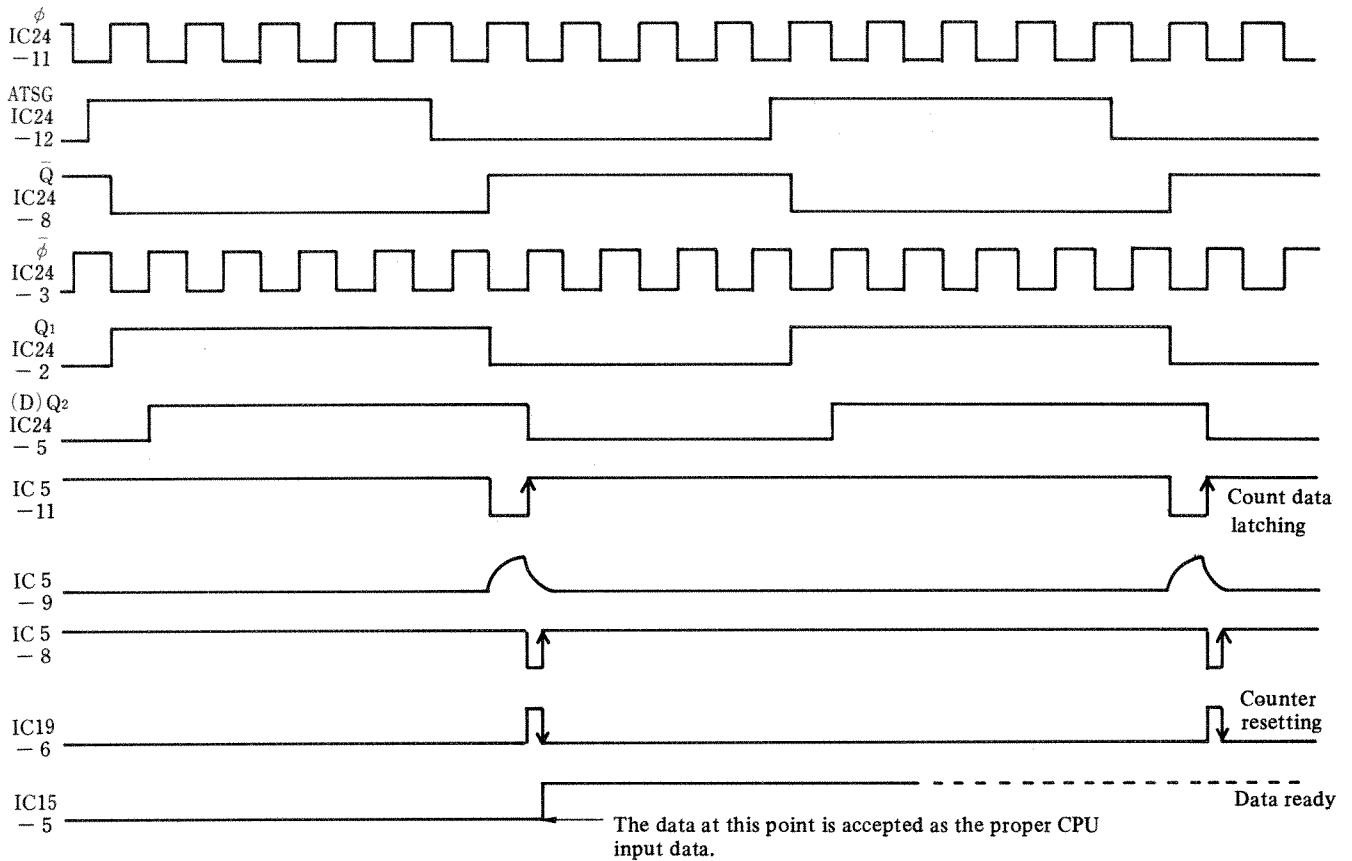 ϕ
IC24
−11
ATSG
IC24
−12
Q̄
IC24
− 8
ϕ̄
IC24
− 3
Q₁
IC24
− 2
(D) Q₂
IC24
− 5
IC 5
−11
Count data
latching
IC 5
− 9
IC 5
− 8
IC19
− 6
Counter
resetting
IC15
− 5
Data ready
The data at this point is accepted as the proper CPU
input data.